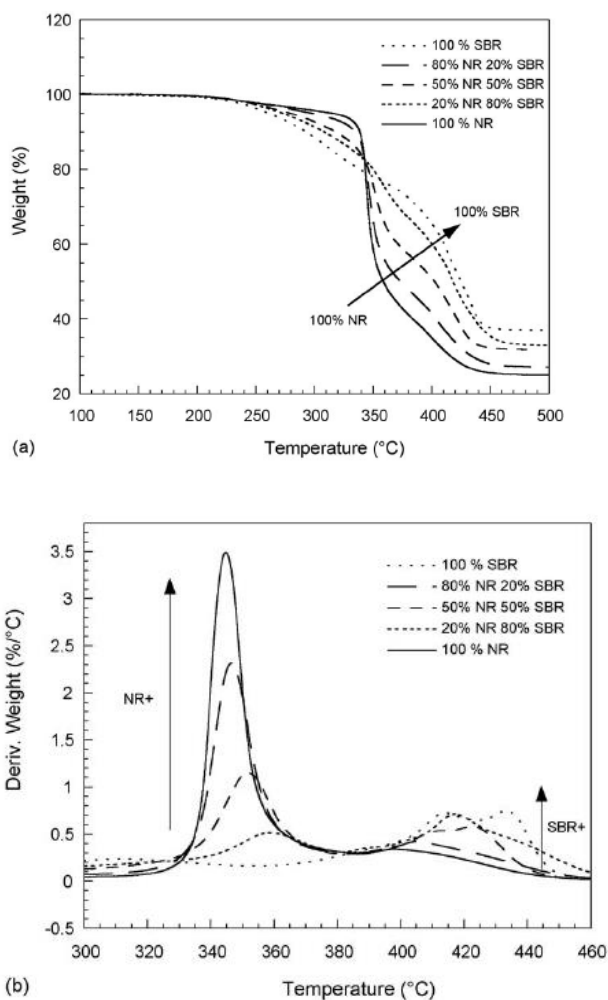 120
100
80
60
40
20
Weight (%)
100 % SBR
80% NR 20% SBR
50% NR 50% SBR
20% NR 80% SBR
100 % NR
100% SBR
100% NR
100 150 200 250 300 350 400 450 500
Temperature (°C)
(a)
3.5
3
2.5
2
1.5
1
0.5
0
-0.5
Deriv. Weight (%/°C)
100 % SBR
80% NR 20% SBR
50% NR 50% SBR
20% NR 80% SBR
100 % NR
NR+
SBR+
300 320 340 360 380 400 420 440 460
Temperature (°C)
(b)